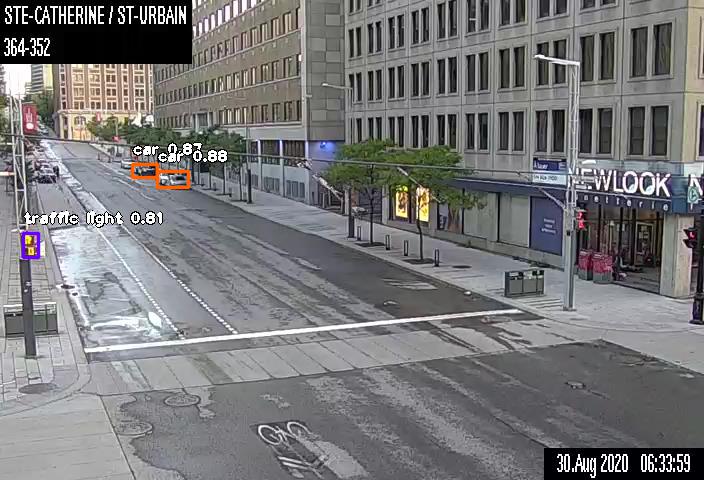 STE-CATHERINE / ST-URBAIN
364-352
car 0.87
car 0.88
traffic light 0.81
EWLOOK N
30.Aug 2020 06:33:59